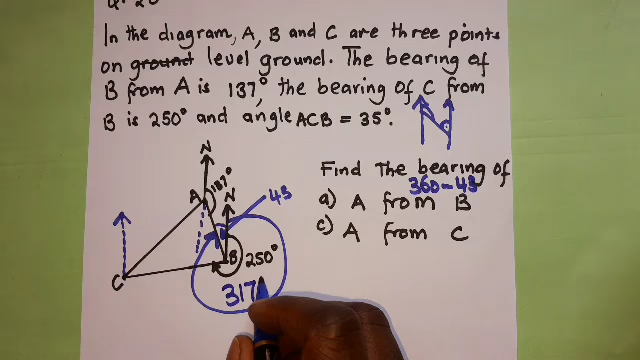 In the diagram, A, B and C are three points
on ground level ground. The bearing of
B from A is 137°, the bearing of C from
B is 250° and angle ACB = 35°.
Find the bearing of
360-43
a) A from B
c) A from C
N
A 137°
N
43
B 250°
C
317